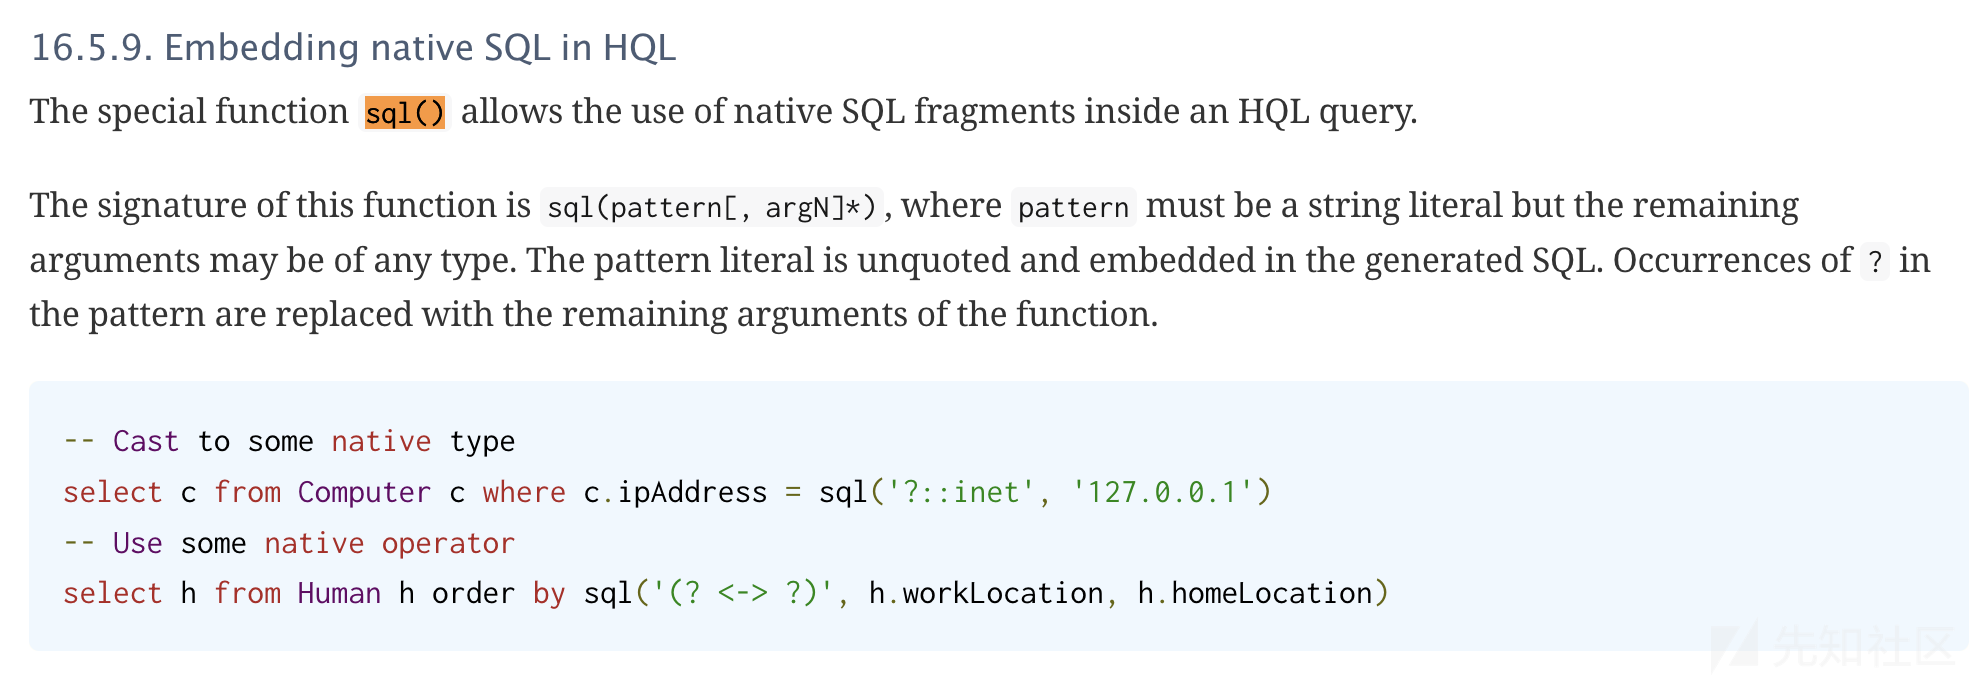 16.5.9. Embedding native SQL in HQL
The special function sql() allows the use of native SQL fragments inside an HQL query.
The signature of this function is sql(pattern[, argN]*), where pattern must be a string literal but the remaining
arguments may be of any type. The pattern literal is unquoted and embedded in the generated SQL. Occurrences of ? in
the pattern are replaced with the remaining arguments of the function.
-- Cast to some native type
select c from Computer c where c.ipAddress = sql('?::inet', '127.0.0.1')
-- Use some native operator
select h from Human h order by sql('(? <-> ?)', h.workLocation, h.homeLocation)
先知社区